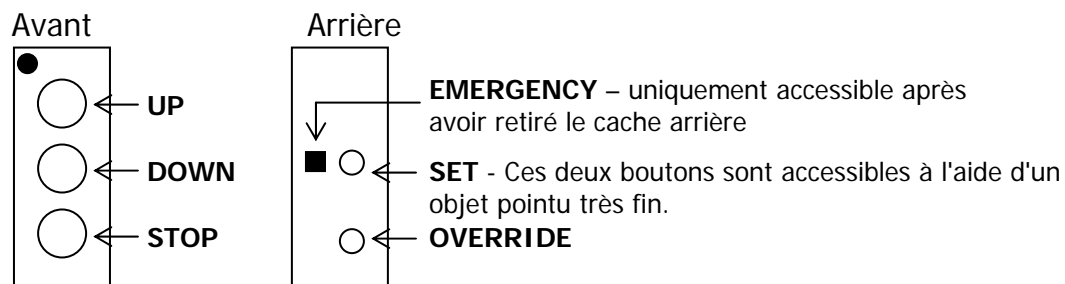 Avant
Arrière
UP
DOWN
STOP
EMERGENCY – uniquement accessible après
avoir retiré le cache arrière
SET - Ces deux boutons sont accessibles à l'aide d'un
objet pointu très fin.
OVERRIDE